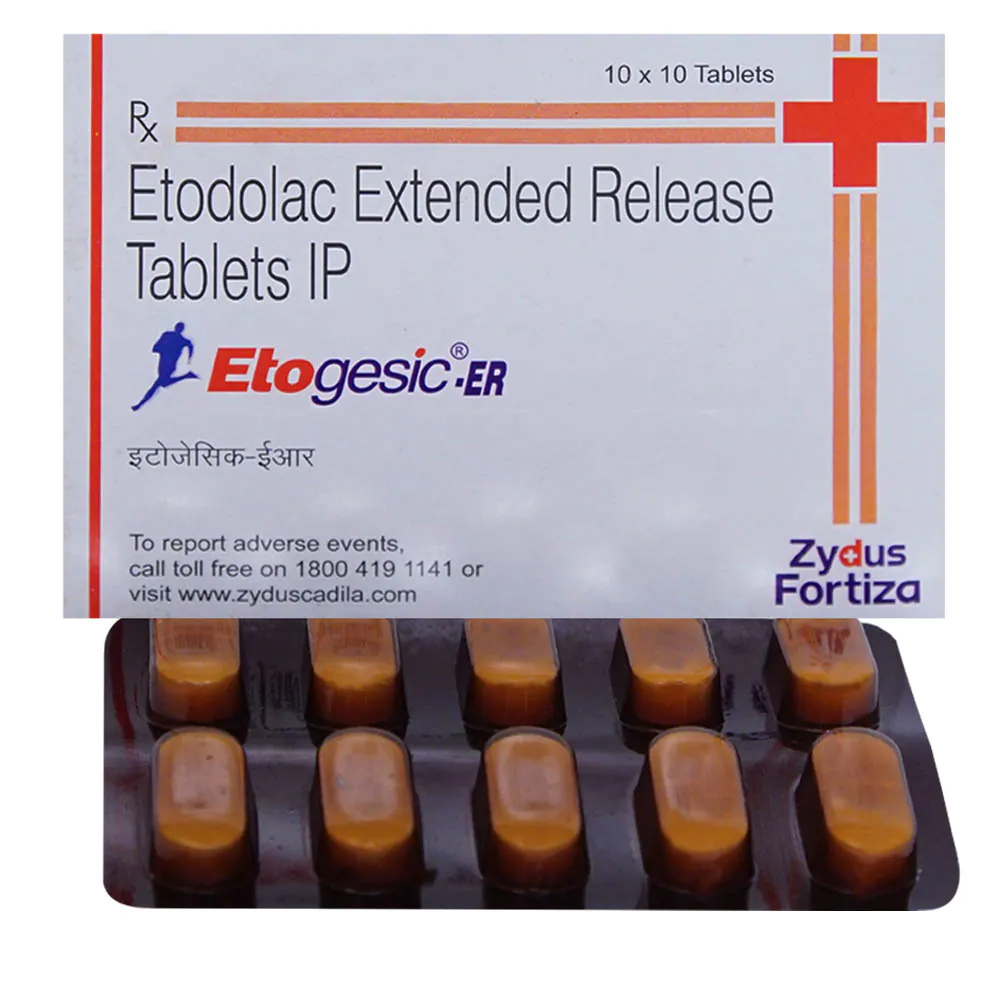 10 x 10 Tablets
Rx
Etodolac Extended Release
Tablets IP
Etogesic®-ER
इटोजेसिक-ईआर
To report adverse events,
call toll free on 1800 419 1141 or
visit www.zyduscadila.com
Zydus
Fortiza